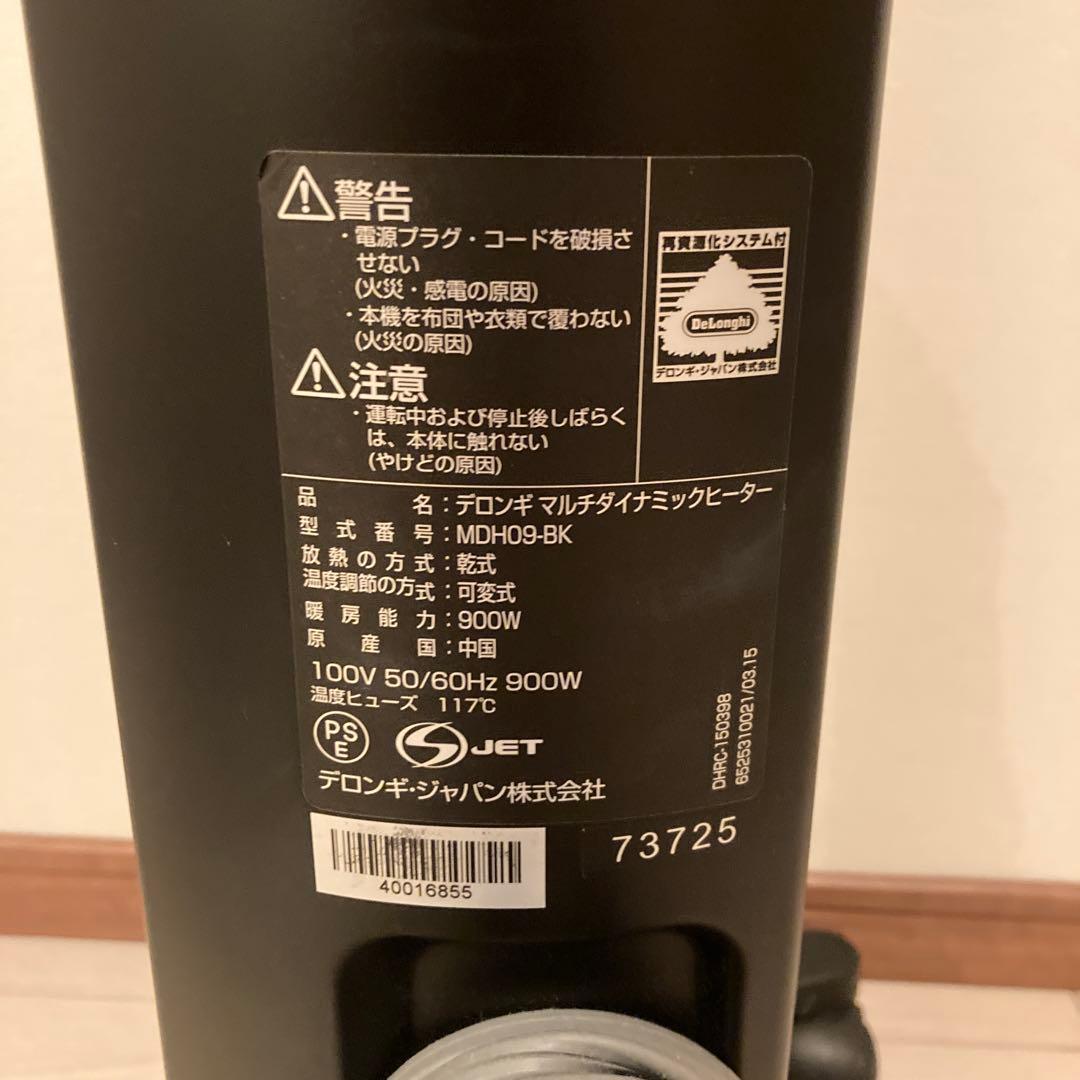 警告
・電源プラグ・コードを破損さ
せない
(火災・感電の原因)
・本機を布団や衣類で覆わない
(火災の原因)
注意
・運転中および停止後しばらく
は、本体に触れない
(やけどの原因)
再資源化システム付
DeLonghi
デロンギ・ジャパン株式会社
品名：デロンギ マルチダイナミックヒーター
型式番号：MDH09-BK
放熱の方式：乾式
温度調節の方式：可変式
暖房能力：900W
原産国：中国
100V 50/60Hz 900W
温度ヒューズ 117℃
PSE
JET
デロンギ・ジャパン株式会社
DHRC-150398
6525310021/03.15
40016855
73725